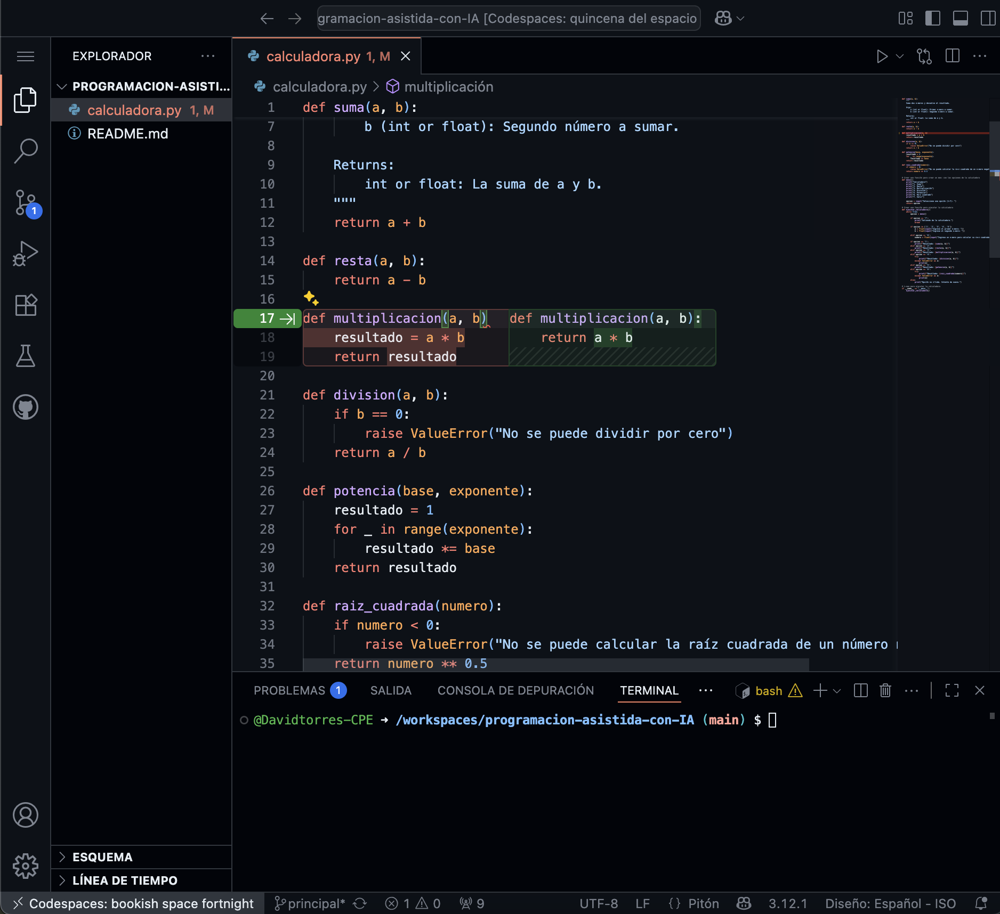 gramacion-asistida-con-IA [Codespaces: quincena del espacio
EXPLORADOR
PROGRAMACION-ASISTI...
calculadora.py 1, M
README.md
ESQUEMA
LÍNEA DE TIEMPO
calculadora.py 1, M
calculadora.py > multiplicación
1 def suma(a, b):
7 b (int or float): Segundo número a sumar.
8
9 Returns:
10 int or float: La suma de a y b.
11 """
12 return a + b
13
14 def resta(a, b):
15 return a - b
16
17 def multiplicacion(a, b) def multiplicacion(a, b):
18 resultado = a * b return a * b
19 return resultado
20
21 def division(a, b):
22 if b == 0:
23 raise ValueError("No se puede dividir por cero")
24 return a / b
25
26 def potencia(base, exponente):
27 resultado = 1
28 for _ in range(exponente):
29 resultado *= base
30 return resultado
31
32 def raiz_cuadrada(numero):
33 if numero < 0:
34 raise ValueError("No se puede calcular la raíz cuadrada de un número
35 return numero ** 0.5
PROBLEMAS 1 SALIDA CONSOLA DE DEPURACIÓN TERMINAL ... bash
@Davidtorres-CPE ➜ /workspaces/programacion-asistida-con-IA (main) $
1
Codespaces: bookish space fortnight principal* 1 0 9 UTF-8 LF {} Pitón 3.12.1 Diseño: Español - ISO